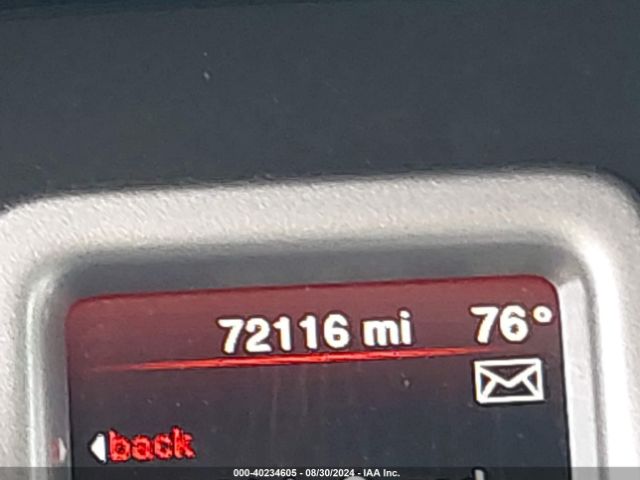 72116 mi 76°
back
000-40234605 - 08/30/2024 - IAA Inc.